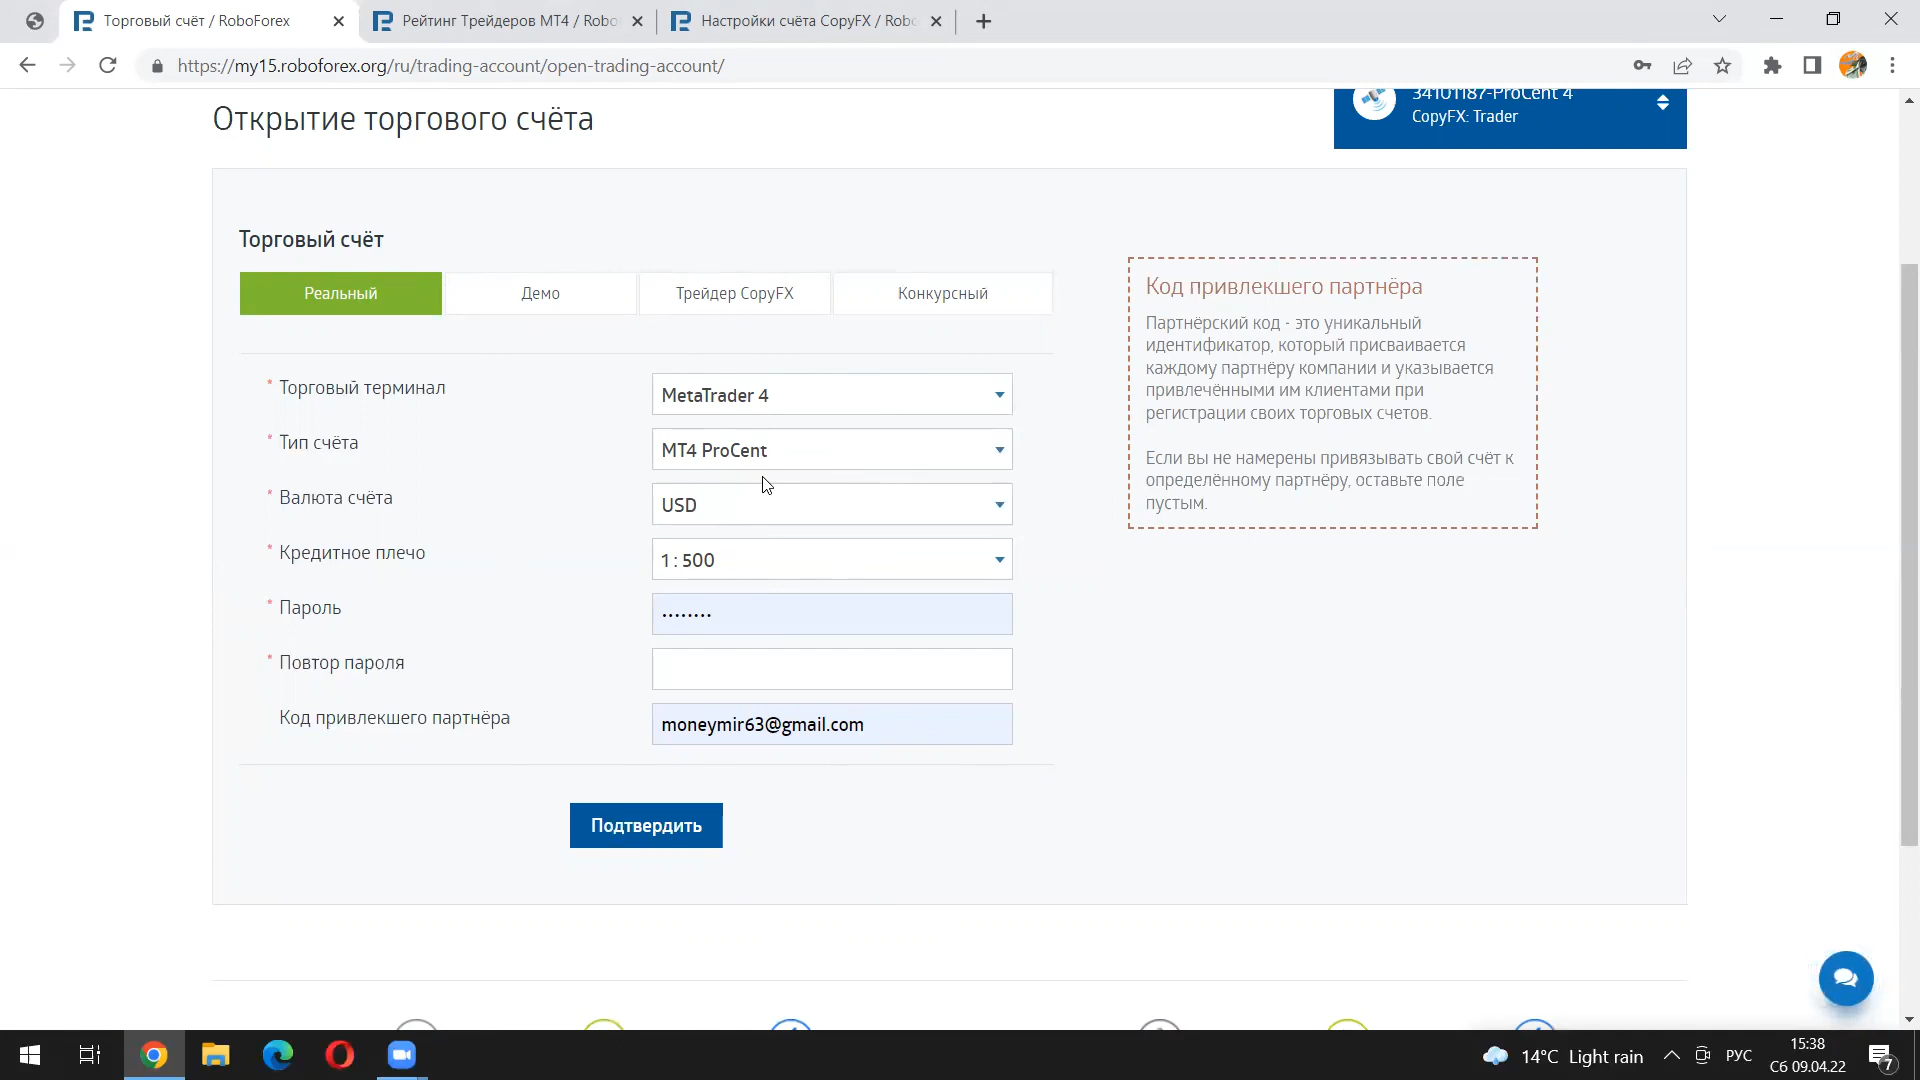 Торговый счёт / RoboForex
Рейтинг Трейдеров MT4 / Robo
Настройки счёта CopyFX / Rob
https://my15.roboforex.org/ru/trading-account/open-trading-account/
Открытие торгового счёта
34101187-ProCent 4
CopyFX: Trader
Торговый счёт
Реальный
Демо
Трейдер CopyFX
Конкурсный
* Торговый терминал
MetaTrader 4
* Тип счёта
MT4 ProCent
* Валюта счёта
USD
* Кредитное плечо
1 : 500
* Пароль
••••••••
* Повтор пароля
Код привлекшего партнёра
moneymir63@gmail.com
Подтвердить
Код привлекшего партнёра
Партнёрский код - это уникальный
идентификатор, который присваивается
каждому партнёру компании и указывается
привлечёнными им клиентами при
регистрации своих торговых счетов.
Если вы не намерены привязывать свой счёт к
определённому партнёру, оставьте поле
пустым.
14°C Light rain
РУС
15:38
Сб 09.04.22
7